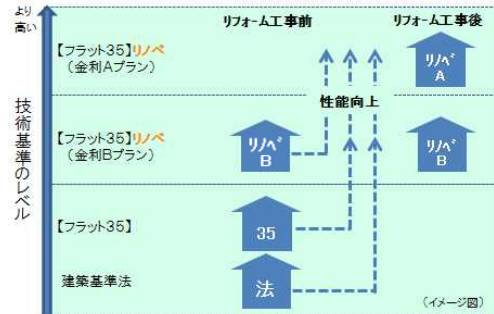 より
高い
技術基準のレベル
リフォーム工事前
リフォーム工事後
【フラット35】リノベ
(金利Aプラン)
リノベ
A
性能向上
【フラット35】リノベ
(金利Bプラン)
リノベ
B
リノベ
B
【フラット35】
35
建築基準法
法
(イメージ図)